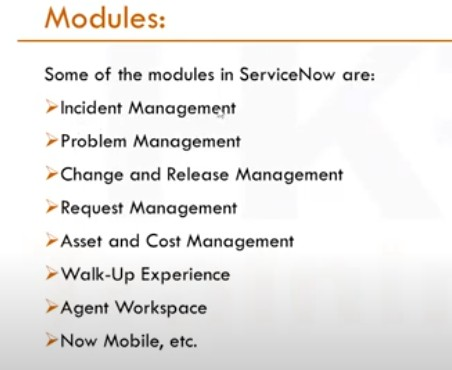 Modules:
Some of the modules in ServiceNow are:
➢Incident Management
➢Problem Management
➢Change and Release Management
➢Request Management
➢Asset and Cost Management
➢Walk-Up Experience
➢Agent Workspace
➢Now Mobile, etc.